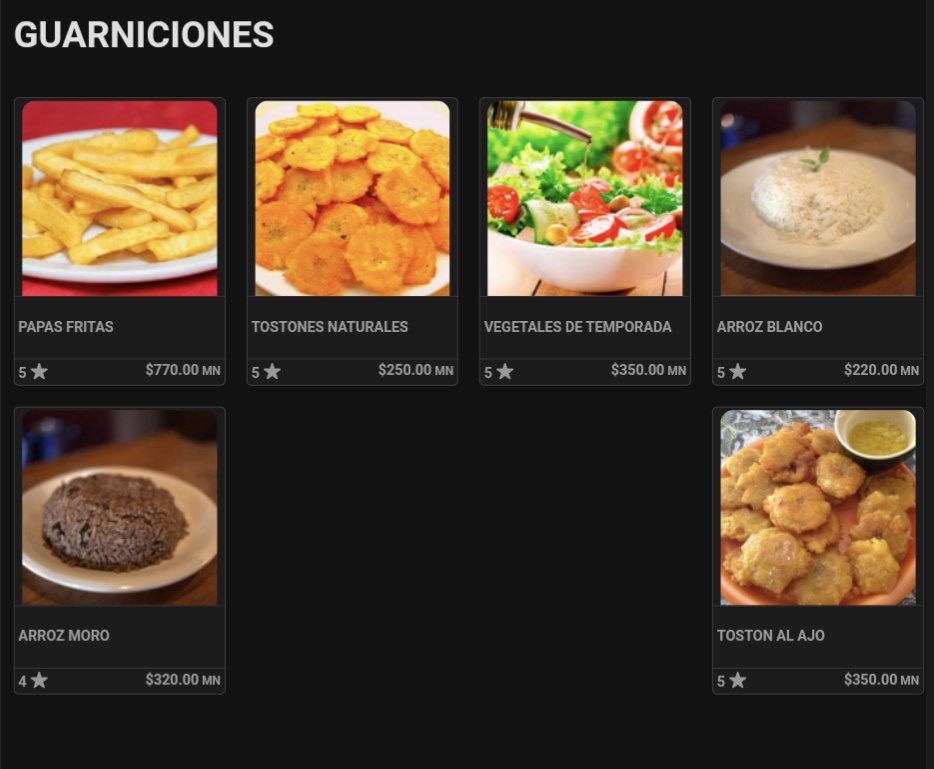 GUARNICIONES
PAPAS FRITAS
5 ★ $770.00 MN
TOSTONES NATURALES
5 ★ $250.00 MN
VEGETALES DE TEMPORADA
5 ★ $350.00 MN
ARROZ BLANCO
5 ★ $220.00 MN
ARROZ MORO
4 ★ $320.00 MN
TOSTON AL AJO
5 ★ $350.00 MN